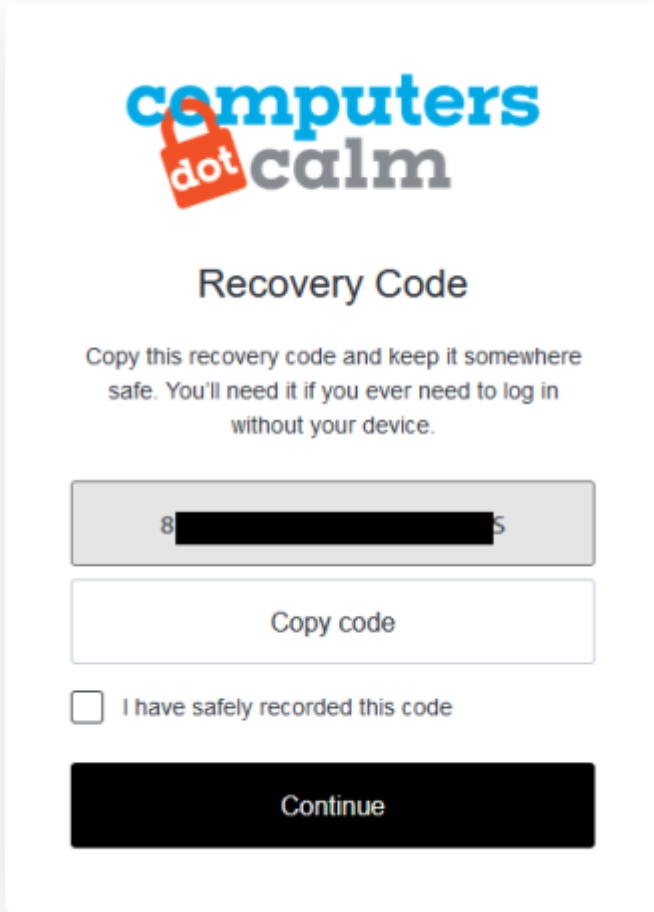 computers
dot calm
Recovery Code
Copy this recovery code and keep it somewhere
safe. You'll need it if you ever need to log in
without your device.
8 S
Copy code
I have safely recorded this code
Continue